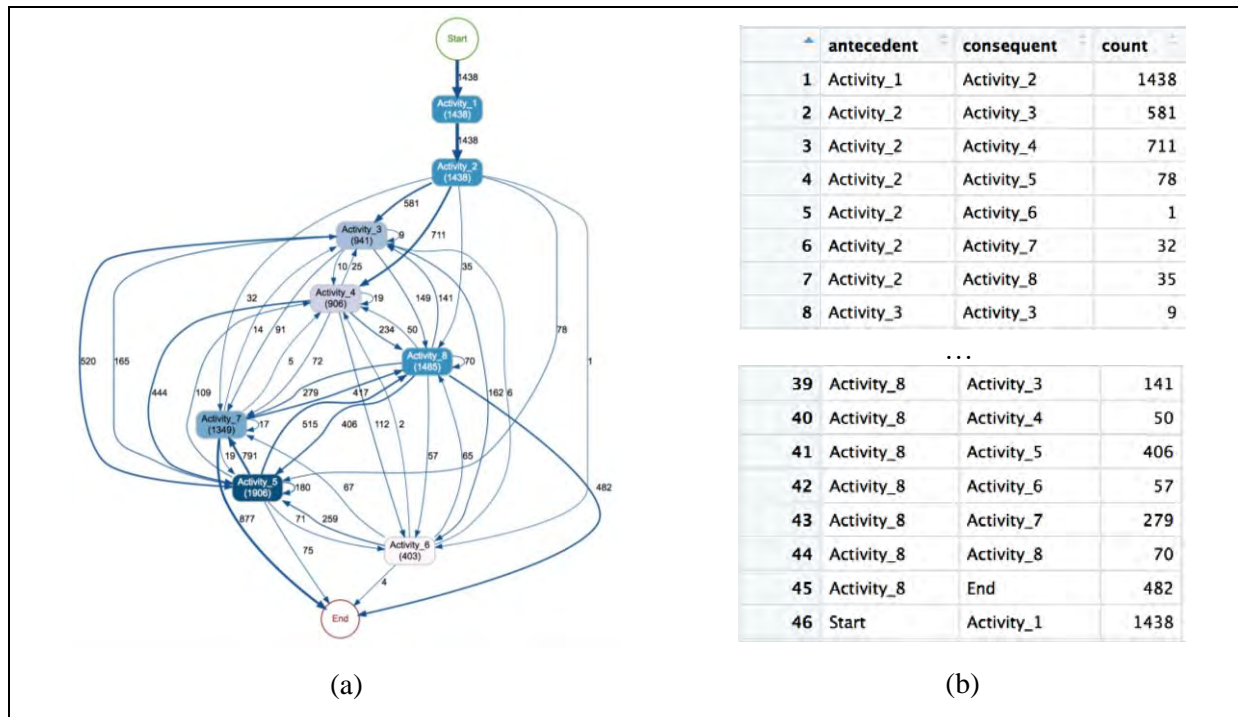 Start
1438
Activity_1
(1438)
1438
Activity_2
(1438)
581
Activity_3
(941)
9
711
10 25
35
Activity_4
(906)
19
149
141
32
14
91
234
50
78
1
520
165
5
72
Activity_8
(1485)
70
444
109
279
417
162
6
Activity_7
(1349)
17
515
406
112
2
19
791
57
65
Activity_5
(1906)
180
67
482
877
71
259
75
Activity_6
(403)
4
End
(a)
antecedent consequent count
1 Activity_1 Activity_2 1438
2 Activity_2 Activity_3 581
3 Activity_2 Activity_4 711
4 Activity_2 Activity_5 78
5 Activity_2 Activity_6 1
6 Activity_2 Activity_7 32
7 Activity_2 Activity_8 35
8 Activity_3 Activity_3 9
...
39 Activity_8 Activity_3 141
40 Activity_8 Activity_4 50
41 Activity_8 Activity_5 406
42 Activity_8 Activity_6 57
43 Activity_8 Activity_7 279
44 Activity_8 Activity_8 70
45 Activity_8 End 482
46 Start Activity_1 1438
(b)